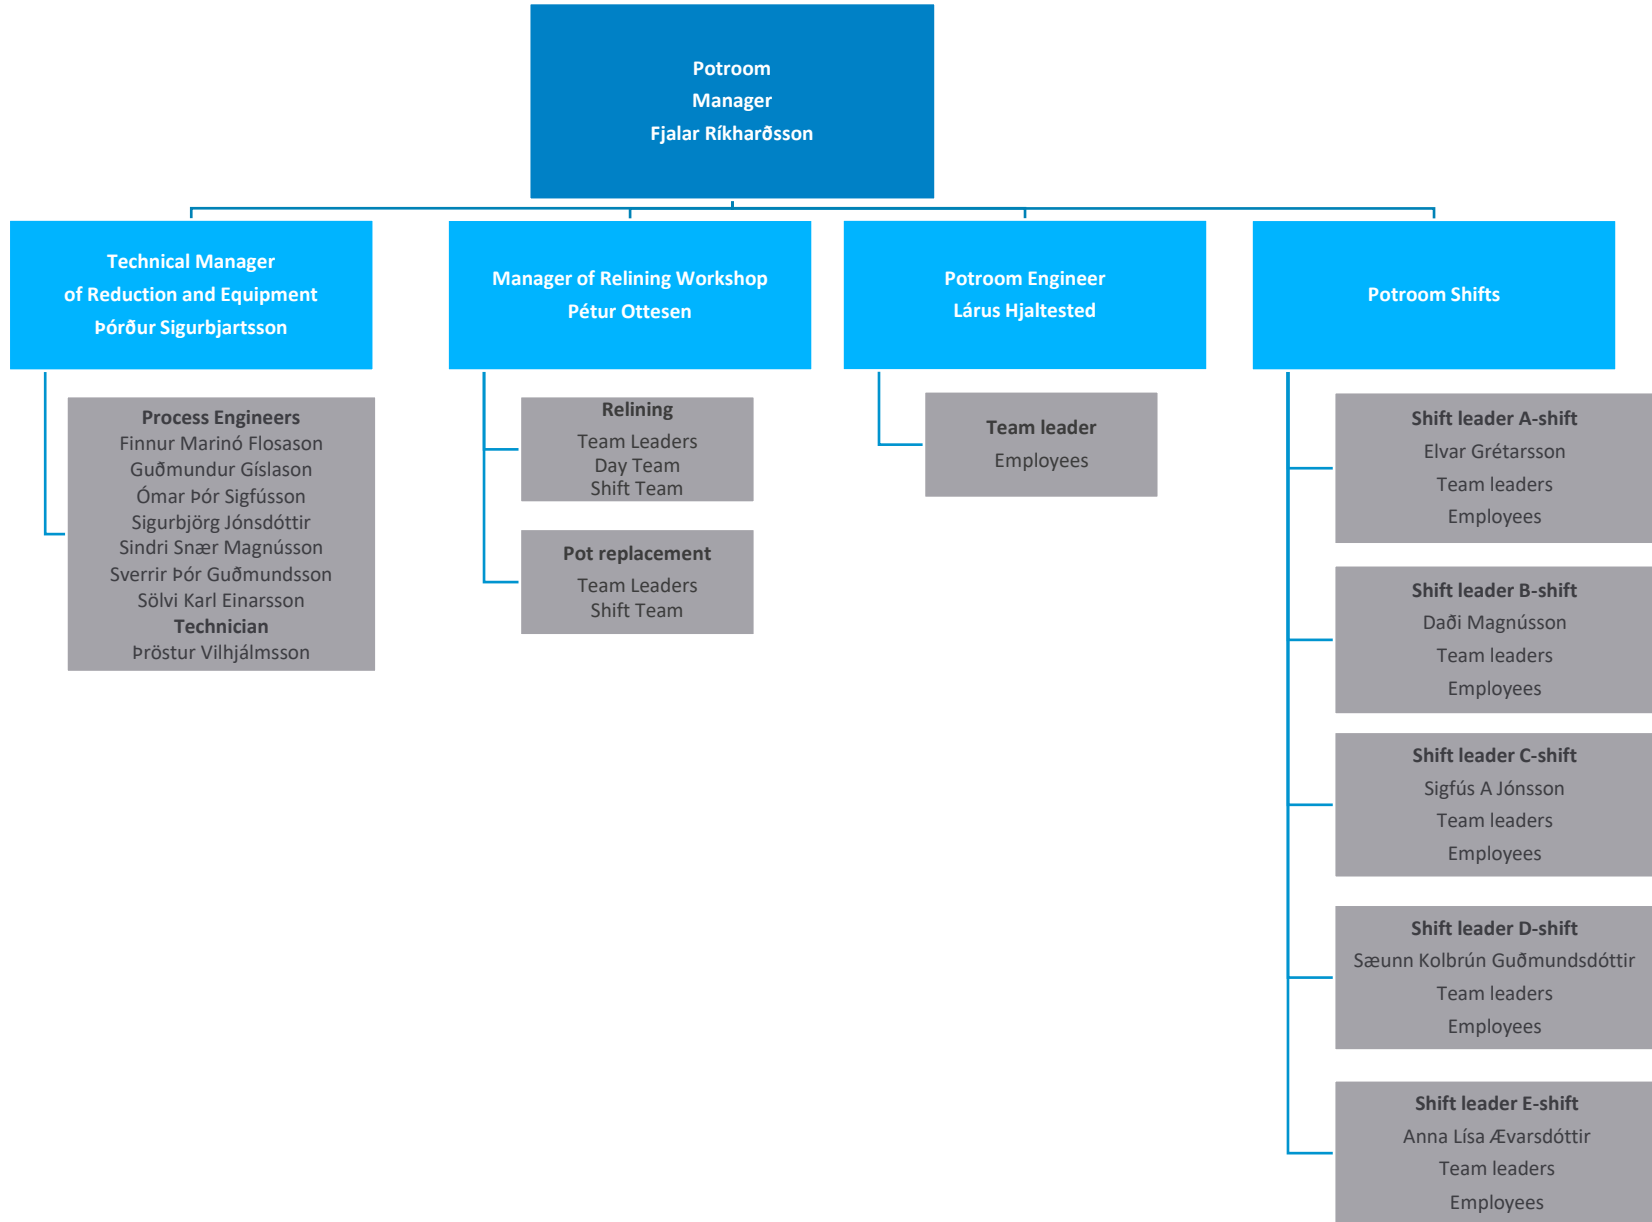 Potroom
Manager
Fjalar Ríkharðsson
Technical Manager
of Reduction and Equipment
Þórður Sigurbjartsson
Manager of Relining Workshop
Pétur Ottesen
Potroom Engineer
Lárus Hjaltested
Potroom Shifts
Process Engineers
Finnur Marinó Flosason
Guðmundur Gíslason
Ómar Þór Sigfússon
Sigurbjörg Jónsdóttir
Sindri Snær Magnússon
Sverrir Þór Guðmundsson
Sölvi Karl Einarsson
Technician
Þröstur Vilhjálmsson
Relining
Team Leaders
Day Team
Shift Team
Pot replacement
Team Leaders
Shift Team
Team leader
Employees
Shift leader A-shift
Elvar Grétarsson
Team leaders
Employees
Shift leader B-shift
Daði Magnússon
Team leaders
Employees
Shift leader C-shift
Sigfús A Jónsson
Team leaders
Employees
Shift leader D-shift
Sæunn Kolbrún Guðmundsdóttir
Team leaders
Employees
Shift leader E-shift
Anna Lísa Ævarsdóttir
Team leaders
Employees